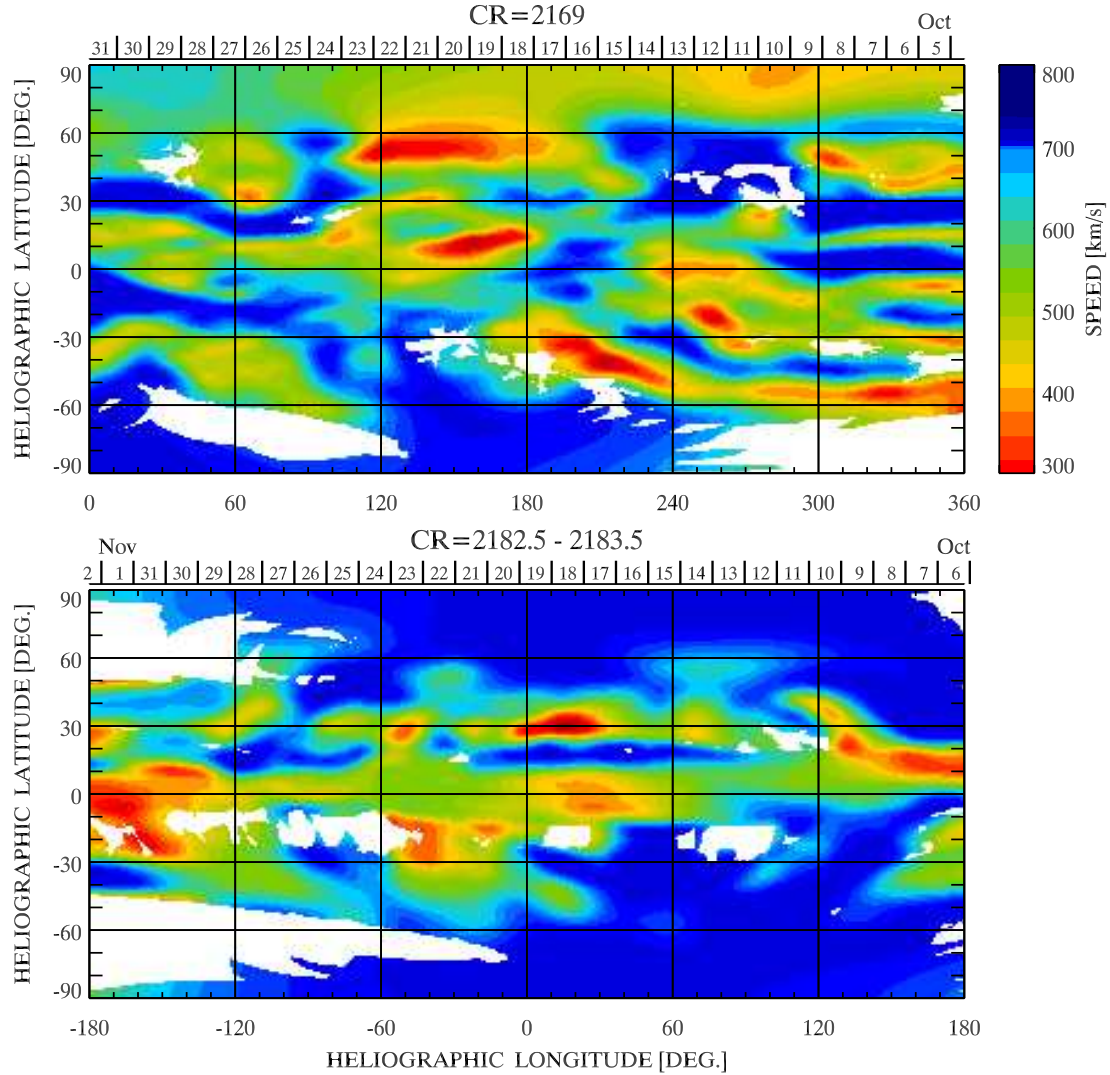 CR=2169
Oct
31 30 29 28 27 26 25 24 23 22 21 20 19 18 17 16 15 14 13 12 11 10 9 8 7 6 5
HELIOGRAPHIC LATITUDE [DEG.]
90
60
30
0
-30
-60
-90
0 60 120 180 240 300 360
800
700
600
500
400
300
SPEED [km/s]
CR=2182.5 - 2183.5
Nov
Oct
2 1 31 30 29 28 27 26 25 24 23 22 21 20 19 18 17 16 15 14 13 12 11 10 9 8 7 6
HELIOGRAPHIC LATITUDE [DEG.]
90
60
30
0
-30
-60
-90
-180 -120 -60 0 60 120 180
HELIOGRAPHIC LONGITUDE [DEG.]